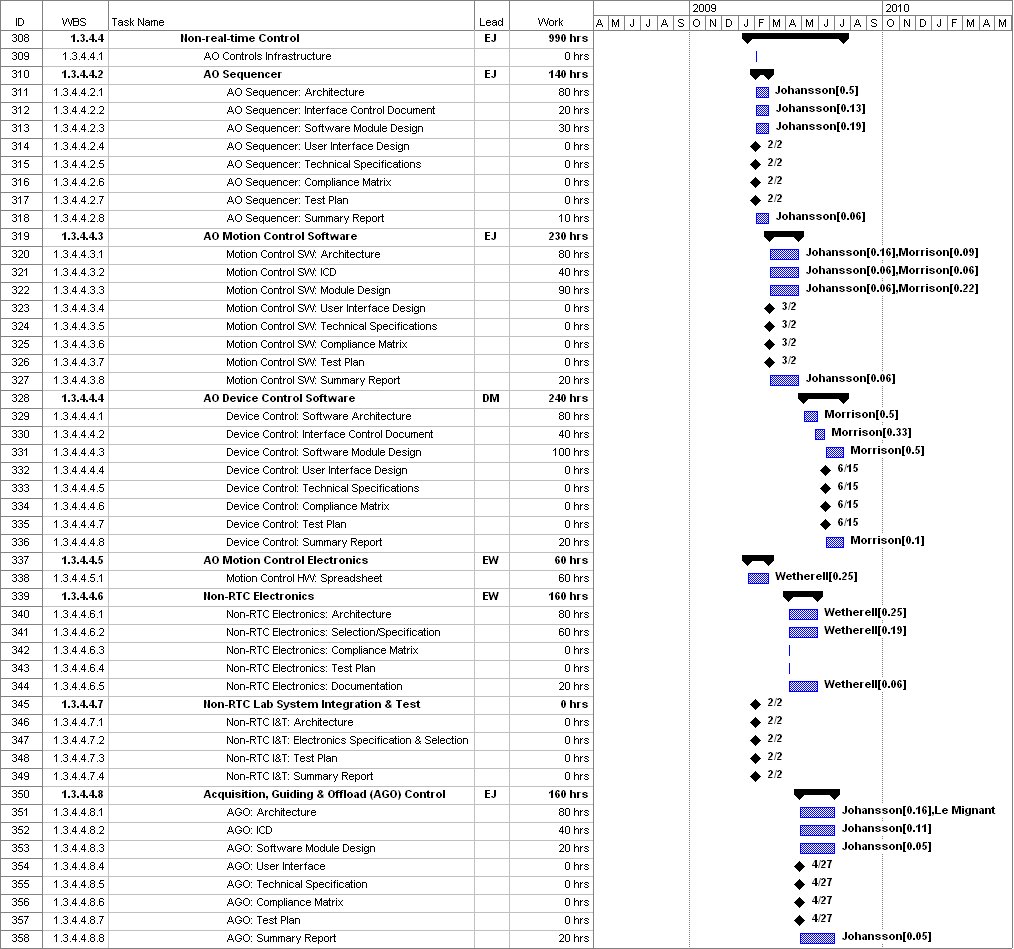 2009 2010
ID WBS Task Name Lead Work A M J J A S O N D J F M A M J J A S O N D J F M A M
308 1.3.4.4 Non-real-time Control EJ 990 hrs
309 1.3.4.4.1 AO Controls Infrastructure 0 hrs
310 1.3.4.4.2 AO Sequencer EJ 140 hrs
311 1.3.4.4.2.1 AO Sequencer: Architecture 80 hrs Johansson[0.5]
312 1.3.4.4.2.2 AO Sequencer: Interface Control Document 20 hrs Johansson[0.13]
313 1.3.4.4.2.3 AO Sequencer: Software Module Design 30 hrs Johansson[0.19]
314 1.3.4.4.2.4 AO Sequencer: User Interface Design 0 hrs 2/2
315 1.3.4.4.2.5 AO Sequencer: Technical Specifications 0 hrs 2/2
316 1.3.4.4.2.6 AO Sequencer: Compliance Matrix 0 hrs 2/2
317 1.3.4.4.2.7 AO Sequencer: Test Plan 0 hrs 2/2
318 1.3.4.4.2.8 AO Sequencer: Summary Report 10 hrs Johansson[0.06]
319 1.3.4.4.3 AO Motion Control Software EJ 230 hrs
320 1.3.4.4.3.1 Motion Control SW: Architecture 80 hrs Johansson[0.16],Morrison[0.09]
321 1.3.4.4.3.2 Motion Control SW: ICD 40 hrs Johansson[0.06],Morrison[0.06]
322 1.3.4.4.3.3 Motion Control SW: Module Design 90 hrs Johansson[0.06],Morrison[0.22]
323 1.3.4.4.3.4 Motion Control SW: User Interface Design 0 hrs 3/2
324 1.3.4.4.3.5 Motion Control SW: Technical Specifications 0 hrs 3/2
325 1.3.4.4.3.6 Motion Control SW: Compliance Matrix 0 hrs 3/2
326 1.3.4.4.3.7 Motion Control SW: Test Plan 0 hrs 3/2
327 1.3.4.4.3.8 Motion Control SW: Summary Report 20 hrs Johansson[0.06]
328 1.3.4.4.4 AO Device Control Software DM 240 hrs
329 1.3.4.4.4.1 Device Control: Software Architecture 80 hrs Morrison[0.5]
330 1.3.4.4.4.2 Device Control: Interface Control Document 40 hrs Morrison[0.33]
331 1.3.4.4.4.3 Device Control: Software Module Design 100 hrs Morrison[0.5]
332 1.3.4.4.4.4 Device Control: User Interface Design 0 hrs 6/15
333 1.3.4.4.4.5 Device Control: Technical Specifications 0 hrs 6/15
334 1.3.4.4.4.6 Device Control: Compliance Matrix 0 hrs 6/15
335 1.3.4.4.4.7 Device Control: Test Plan 0 hrs 6/15
336 1.3.4.4.4.8 Device Control: Summary Report 20 hrs Morrison[0.1]
337 1.3.4.4.5 AO Motion Control Electronics EW 60 hrs
338 1.3.4.4.5.1 Motion Control HW: Spreadsheet 60 hrs Wetherell[0.25]
339 1.3.4.4.6 Non-RTC Electronics EW 160 hrs
340 1.3.4.4.6.1 Non-RTC Electronics: Architecture 80 hrs Wetherell[0.25]
341 1.3.4.4.6.2 Non-RTC Electronics: Selection/Specification 60 hrs Wetherell[0.19]
342 1.3.4.4.6.3 Non-RTC Electronics: Compliance Matrix 0 hrs
343 1.3.4.4.6.4 Non-RTC Electronics: Test Plan 0 hrs
344 1.3.4.4.6.5 Non-RTC Electronics: Documentation 20 hrs Wetherell[0.06]
345 1.3.4.4.7 Non-RTC Lab System Integration & Test 0 hrs 2/2
346 1.3.4.4.7.1 Non-RTC I&T: Architecture 0 hrs 2/2
347 1.3.4.4.7.2 Non-RTC I&T: Electronics Specification & Selection 0 hrs 2/2
348 1.3.4.4.7.3 Non-RTC I&T: Test Plan 0 hrs 2/2
349 1.3.4.4.7.4 Non-RTC I&T: Summary Report 0 hrs 2/2
350 1.3.4.4.8 Acquisition, Guiding & Offload (AGO) Control EJ 160 hrs
351 1.3.4.4.8.1 AGO: Architecture 80 hrs Johansson[0.16],Le Mignant
352 1.3.4.4.8.2 AGO: ICD 40 hrs Johansson[0.11]
353 1.3.4.4.8.3 AGO: Software Module Design 20 hrs Johansson[0.05]
354 1.3.4.4.8.4 AGO: User Interface 0 hrs 4/27
355 1.3.4.4.8.5 AGO: Technical Specification 0 hrs 4/27
356 1.3.4.4.8.6 AGO: Compliance Matrix 0 hrs 4/27
357 1.3.4.4.8.7 AGO: Test Plan 0 hrs 4/27
358 1.3.4.4.8.8 AGO: Summary Report 20 hrs Johansson[0.05]